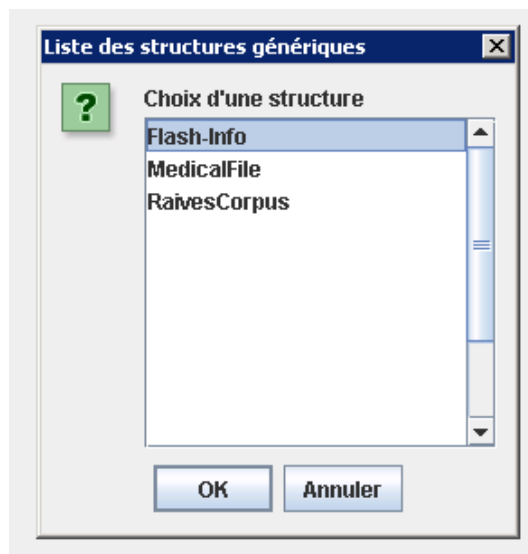 Liste des structures génériques
?
Choix d'une structure
Flash-Info
MedicalFile
RaivesCorpus
OK
Annuler